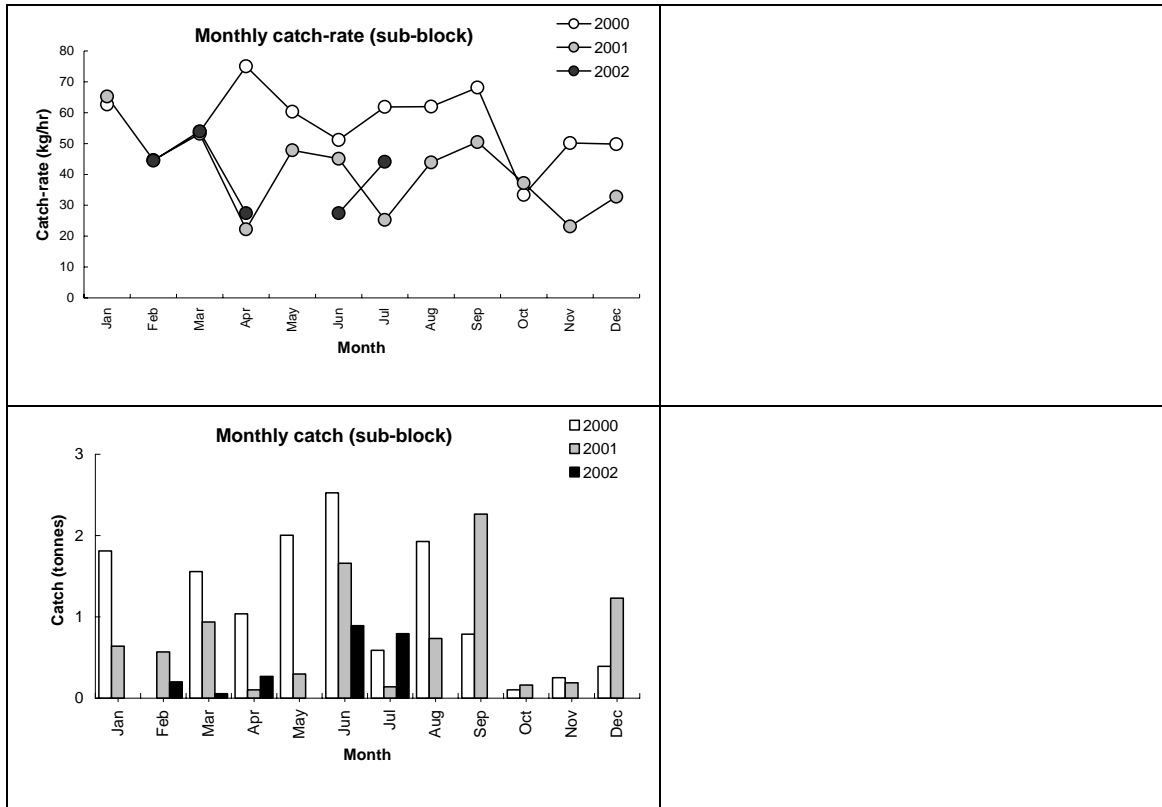 Monthly catch-rate (sub-block)
2000
2001
2002
Catch-rate (kg/hr)
80
70
60
50
40
30
20
10
0
Jan Feb Mar Apr May Jun Jul Aug Sep Oct Nov Dec
Month
Monthly catch (sub-block)
2000
2001
2002
Catch (tonnes)
3
2
1
0
Jan Feb Mar Apr May Jun Jul Aug Sep Oct Nov Dec
Month